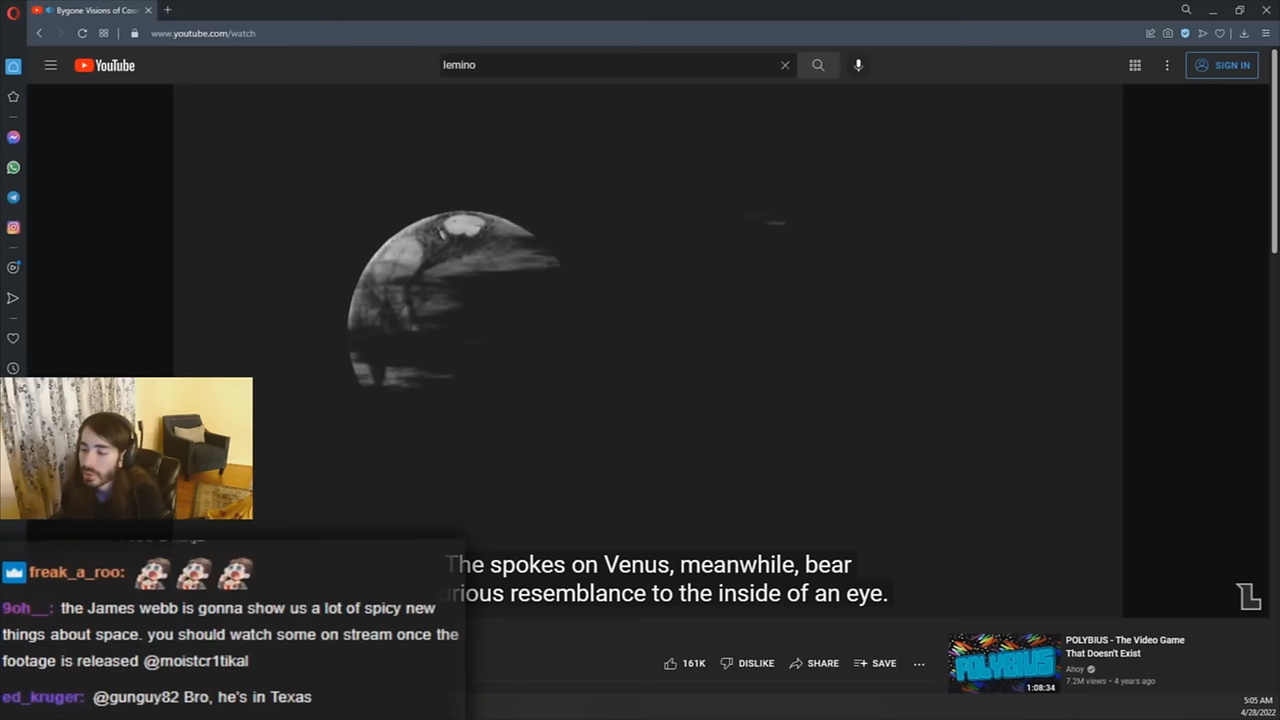 Bygone Visions of Cos
www.youtube.com/watch
YouTube
lemino
SIGN IN
The spokes on Venus, meanwhile, bear
urious resemblance to the inside of an eye.
freak_a_roo:
9oh__: the James webb is gonna show us a lot of spicy new
things about space. you should watch some on stream once the
footage is released @moistcr1tikal
ed_kruger: @gunguy82 Bro, he's in Texas
161K
DISLIKE
SHARE
SAVE
POLYBIUS
1:08:34
POLYBIUS - The Video Game
That Doesn't Exist
Ahoy
7.2M views • 4 years ago
5:05 AM
4/28/2022